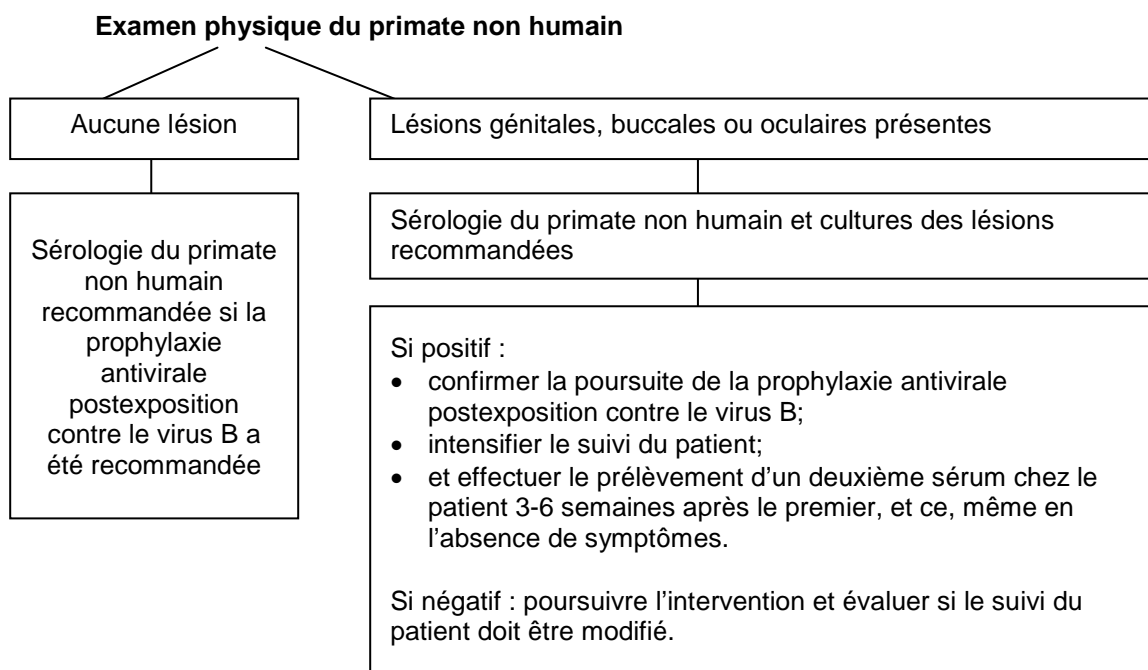 Examen physique du primate non humain
Aucune lésion
Sérologie du primate
non humain
recommandée si la
prophylaxie
antivirale
postexposition
contre le virus B a
été recommandée
Lésions génitales, buccales ou oculaires présentes
Sérologie du primate non humain et cultures des lésions
recommandées
Si positif :
• confirmer la poursuite de la prophylaxie antivirale
postexposition contre le virus B;
• intensifier le suivi du patient;
• et effectuer le prélèvement d’un deuxième sérum chez le
patient 3-6 semaines après le premier, et ce, même en
l’absence de symptômes.
Si négatif : poursuivre l’intervention et évaluer si le suivi du
patient doit être modifié.